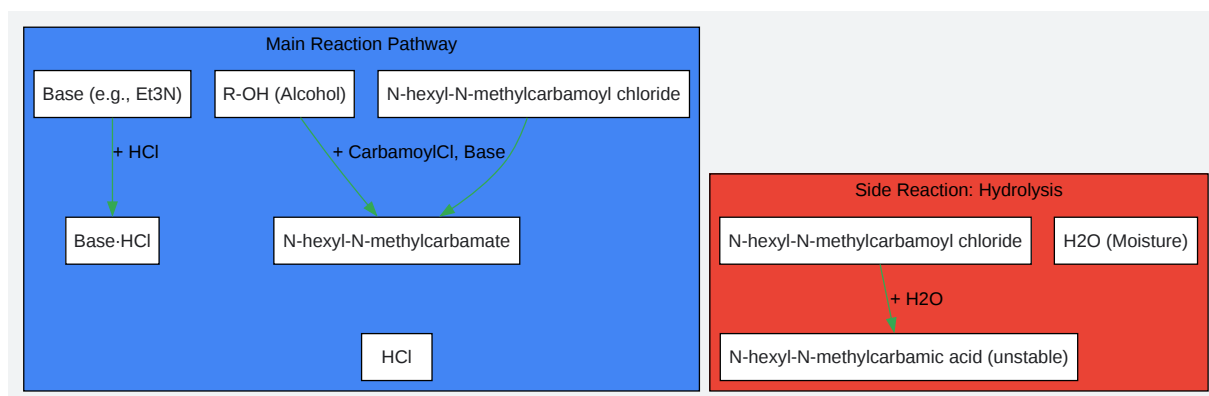 Main Reaction Pathway
Base (e.g., Et3N)
R-OH (Alcohol)
N-hexyl-N-methylcarbamoyl chloride
+ HCl
+ CarbamoylCl, Base
Base·HCl
N-hexyl-N-methylcarbamate
HCl
Side Reaction: Hydrolysis
N-hexyl-N-methylcarbamoyl chloride
H2O (Moisture)
+ H2O
N-hexyl-N-methylcarbamic acid (unstable)